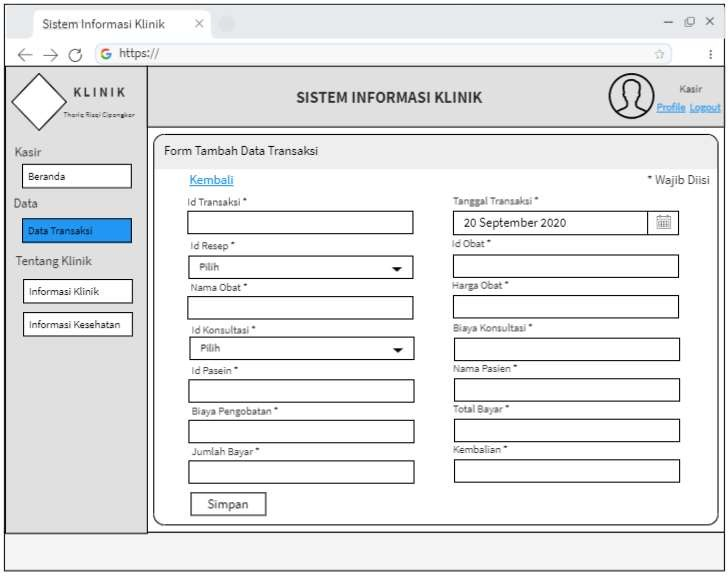 Sistem Informasi Klinik
https://
KLINIK
SISTEM INFORMASI KLINIK
Kasir
Profile Logout
Kasir
Beranda
Data
Data Transaksi
Tentang Klinik
Informasi Klinik
Informasi Kesehatan
Form Tambah Data Transaksi
Kembali
* Wajib Diisi
Id Transaksi *
Tanggal Transaksi *
20 September 2020
Id Resep *
Pilih
Id Obat *
Nama Obat *
Harga Obat *
Id Konsultasi *
Pilih
Biaya Konsultasi *
Id Pasein *
Nama Pasien *
Biaya Pengobatan *
Total Bayar *
Jumlah Bayar *
Kembalian *
Simpan